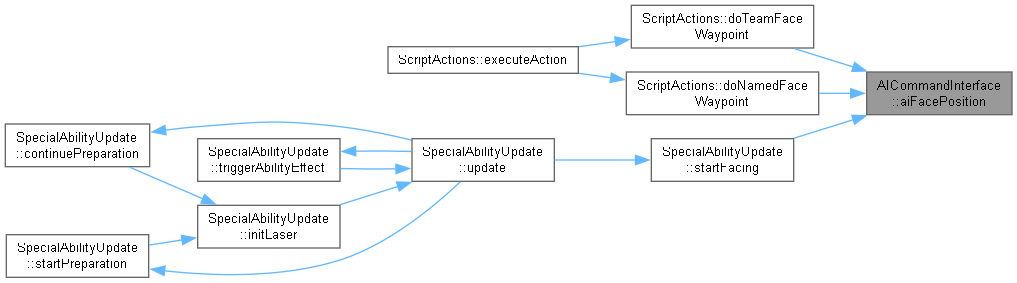 ScriptActions::doTeamFace
Waypoint
ScriptActions::executeAction
ScriptActions::doNamedFace
Waypoint
AICommandInterface
::aiFacePosition
SpecialAbilityUpdate
::continuePreparation
SpecialAbilityUpdate
::triggerAbilityEffect
SpecialAbilityUpdate
::update
SpecialAbilityUpdate
::startFacing
SpecialAbilityUpdate
::initLaser
SpecialAbilityUpdate
::startPreparation